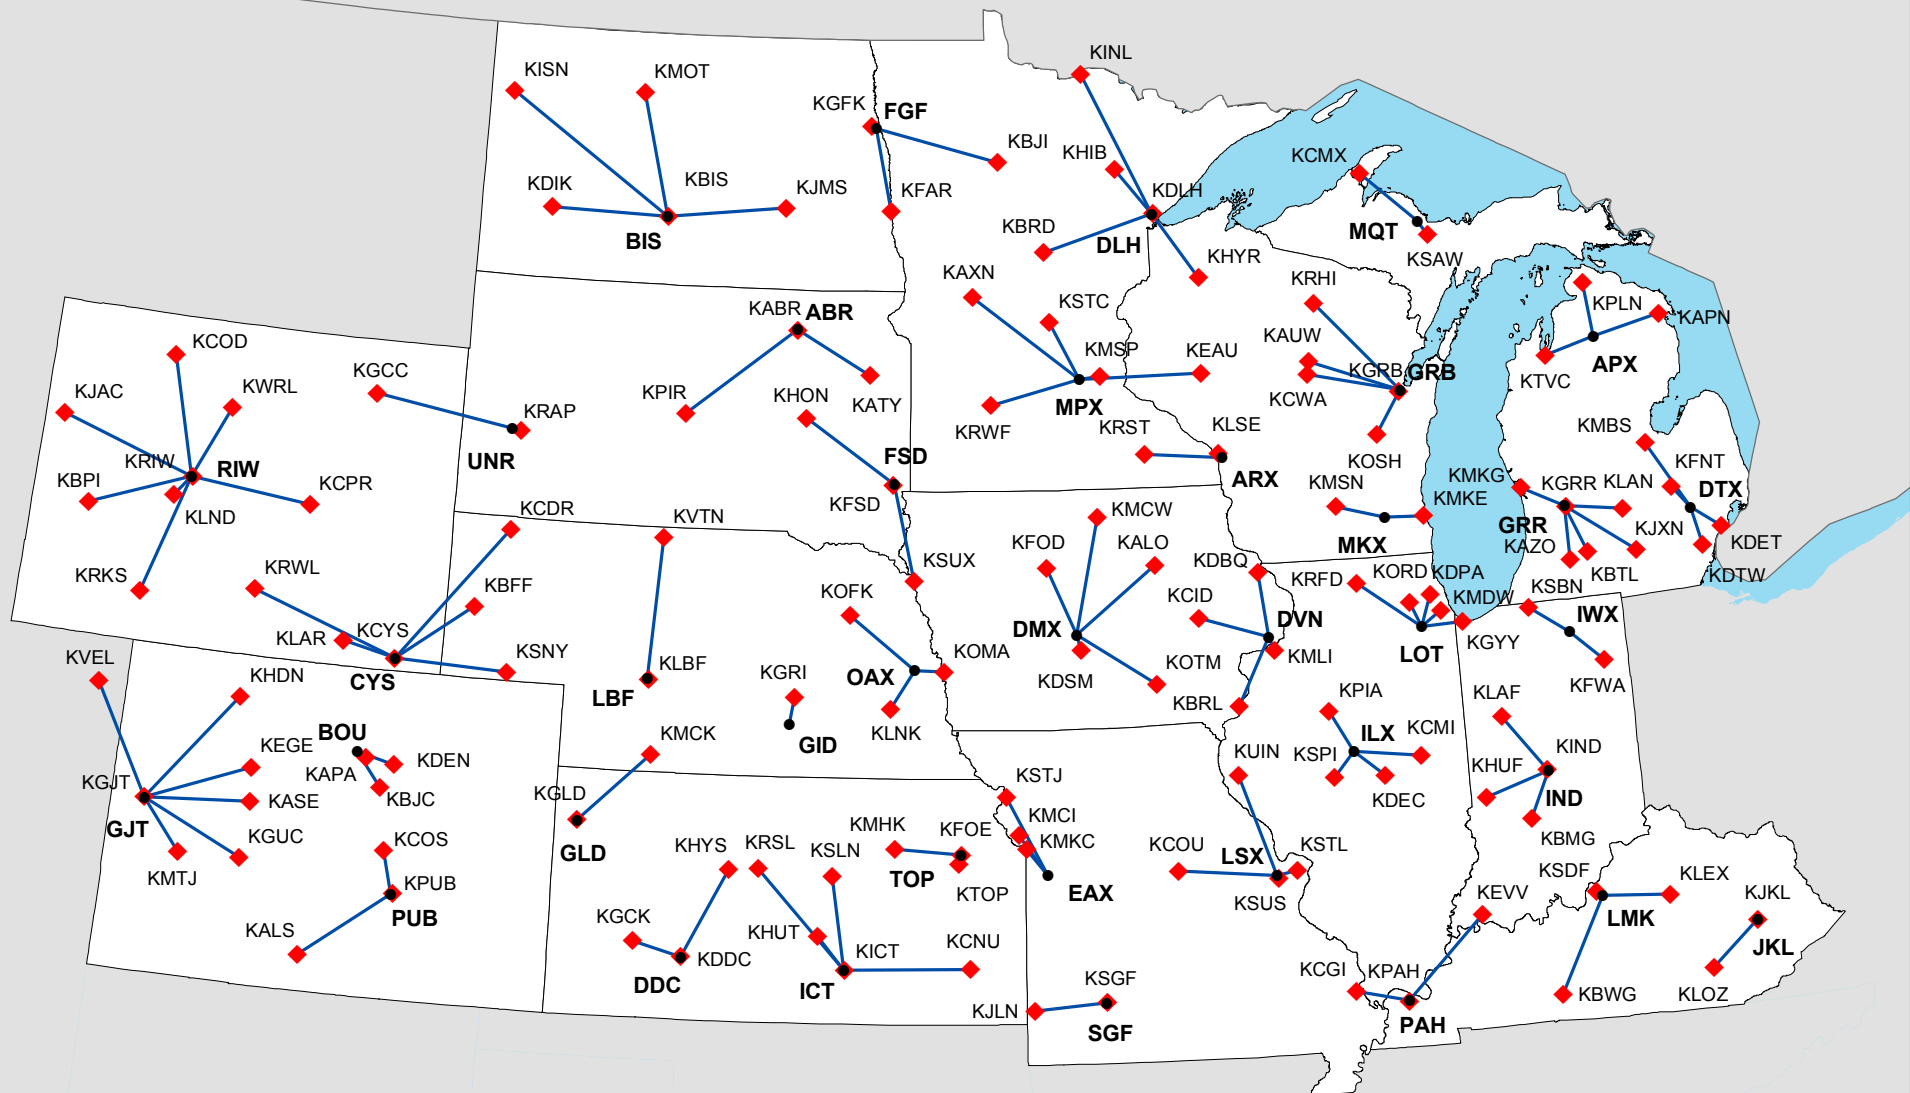 KINL
KISN
KMOT
KGFK
FGF
KBJI
KHIB
KCMX
KDIK
KBIS
KJMS
KFAR
KDLH
KBRD
DLH
BIS
MQT
KSAW
KHYR
KAXN
KSTC
KRHI
KPLN
KAPN
KABR
ABR
KAUW
KMSP
KEAU
KGRB
GRB
APX
KTVC
KCOD
KGCC
KWRL
KJAC
KPIR
KHON
KATY
MPX
KCWA
KRAP
KRWF
KRST
KLSE
KMBS
KOSH
UNR
FSD
KRIW
RIW
KBPI
KCPR
KFNT
KMKG
KGRR
KLAN
DTX
ARX
KMSN
KMKE
KFSD
KLND
KCDR
KVTN
KMCW
GRR
KJXN
MKX
KAZO
KDET
KFOD
KALO
KDBQ
KSUX
KRKS
KRWL
KBFF
KRFD
KORD
KDPA
KSBN
KBTL
KDTW
KOFK
KCID
KMDW
IWX
DVN
DMX
KLAR
KCYS
KSNY
KGYY
LOT
KMLI
KOMA
KVEL
KHDN
CYS
KLBF
LBF
KGRI
OAX
KDSM
KOTM
KFWA
KPIA
KLAF
KBRL
BOU
KMCK
GID
KLNK
ILX
KCMI
KEGE
KAPA
KDEN
KUIN
KSPI
KIND
KHUF
KGJT
KGLD
KSTJ
KASE
KBJC
KDEC
IND
GJT
KMCI
KMKC
KGUC
KCOS
KHYS
KRSL
KSLN
KMHK
KFOE
KCOU
LSX
KSTL
KBMG
GLD
KMTJ
TOP
KTOP
KSDF
KLEX
EAX
KSUS
KEVV
KJKL
KPUB
PUB
KALS
KGCK
LMK
KHUT
KICT
KCNU
JKL
KDDC
DDC
ICT
KCGI
KPAH
KSGF
KJLN
SGF
PAH
KBWG
KLOZ